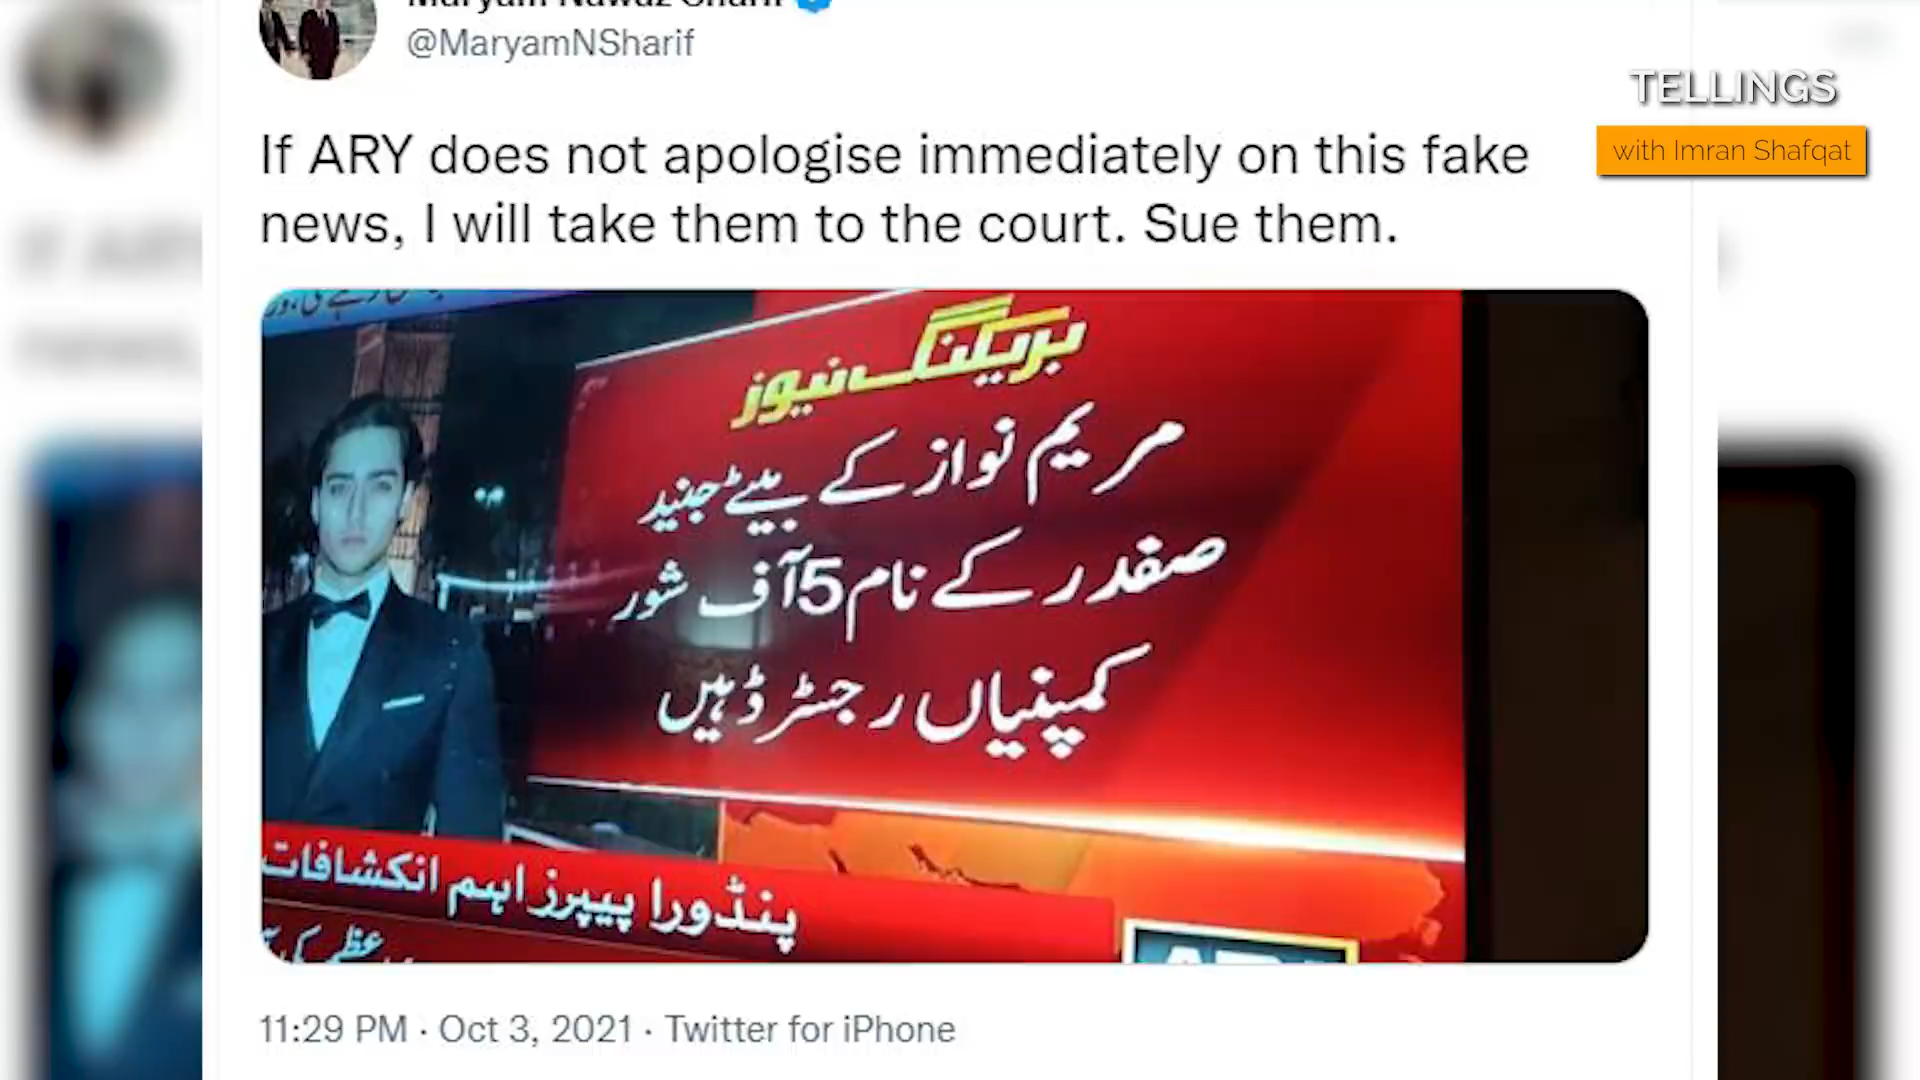 @MaryamNSharif
TELLINGS
with Imran Shafqat
If ARY does not apologise immediately on this fake
news, I will take them to the court. Sue them.
بریکنگ نیوز
مریم نواز کے بیٹے جنید
صفدر کے نام 5 آف شور
کمپنیاں رجسٹرڈ ہیں
پنڈورا پیپرز اہم انکشافات
11:29 PM · Oct 3, 2021 · Twitter for iPhone